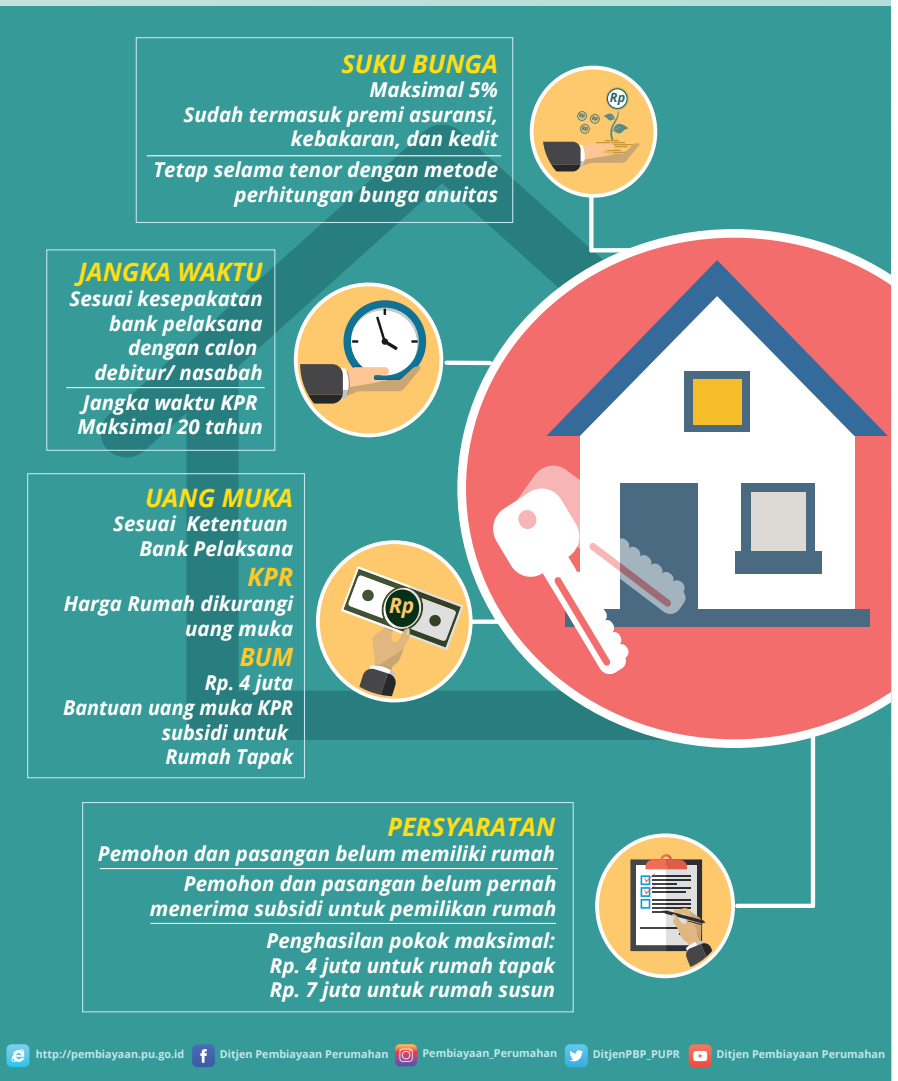 SUKU BUNGA
Maksimal 5%
Sudah termasuk premi asuransi,
kebakaran, dan kedit
Tetap selama tenor dengan metode
perhitungan bunga anuitas
Rp
JANGKA WAKTU
Sesuai kesepakatan
bank pelaksana
dengan calon
debitur/ nasabah
Jangka waktu KPR
Maksimal 20 tahun
UANG MUKA
Sesuai Ketentuan
Bank Pelaksana
KPR
Harga Rumah dikurangi
uang muka
BUM
Rp. 4 juta
Bantuan uang muka KPR
subsidi untuk
Rumah Tapak
Rp
PERSYARATAN
Pemohon dan pasangan belum memiliki rumah
Pemohon dan pasangan belum pernah
menerima subsidi untuk pemilikan rumah
Penghasilan pokok maksimal:
Rp. 4 juta untuk rumah tapak
Rp. 7 juta untuk rumah susun
http://pembiayaan.pu.go.id Ditjen Pembiayaan Perumahan Pembiayaan_Perumahan DitjenPBP_PUPR Ditjen Pembiayaan Perumahan